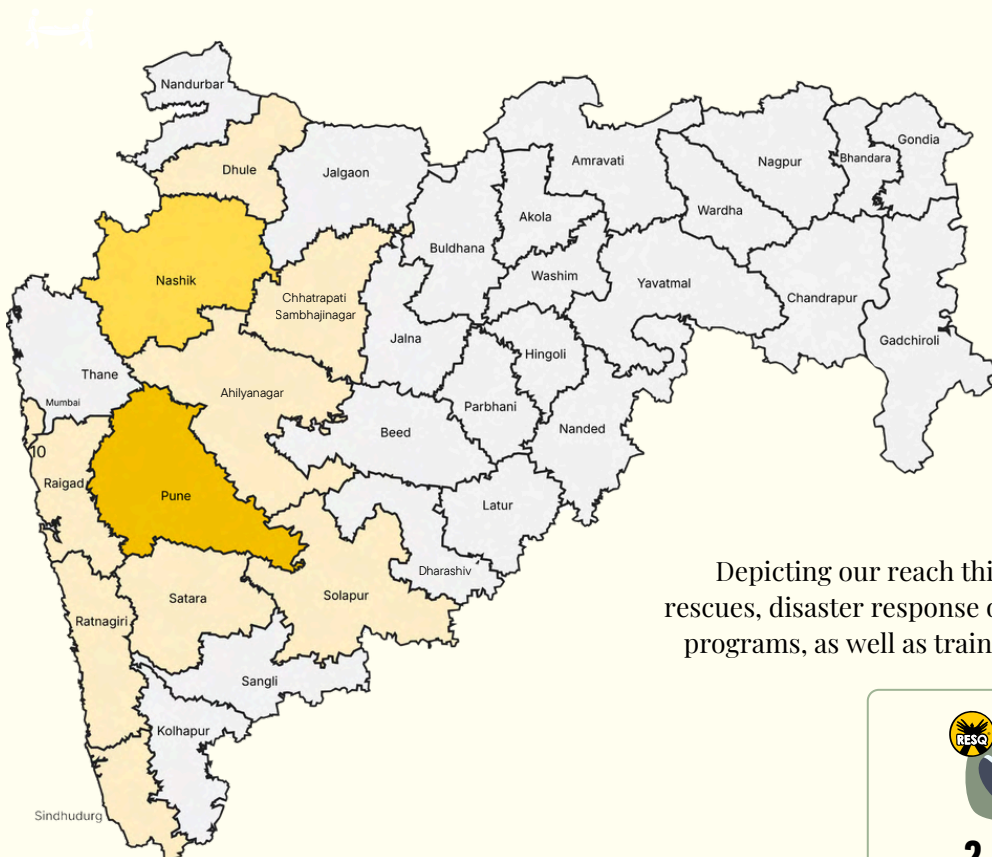 Nandurbar
Dhule
Jalgaon
Amravati
Nagpur
Bhandara
Gondia
Akola
Wardha
Buldhana
Nashik
Washim
Yavatmal
Chandrapur
Chhatrapati
Sambhajinagar
Jalna
Hingoli
Gadchiroli
Thane
Mumbai
Ahilyanagar
Parbhani
Beed
Nanded
10
Raigad
Pune
Latur
Dharashiv
Satara
Solapur
Ratnagiri
Sangli
Kolhapur
Sindhudurg
Depicting our reach thi
rescues, disaster response o
programs, as well as train
RESQ
2